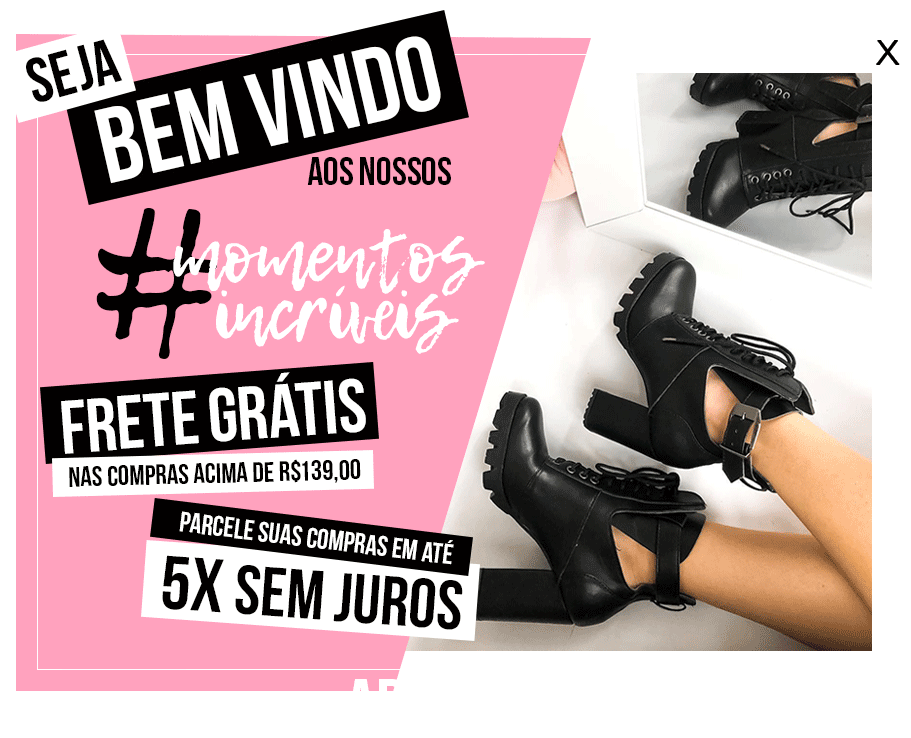 SEJA
BEM VINDO
AOS NOSSOS
#momentos
incríveis
FRETE GRÁTIS
NAS COMPRAS ACIMA DE R$139,00
PARCELE SUAS COMPRAS EM ATÉ
5X SEM JUROS
X